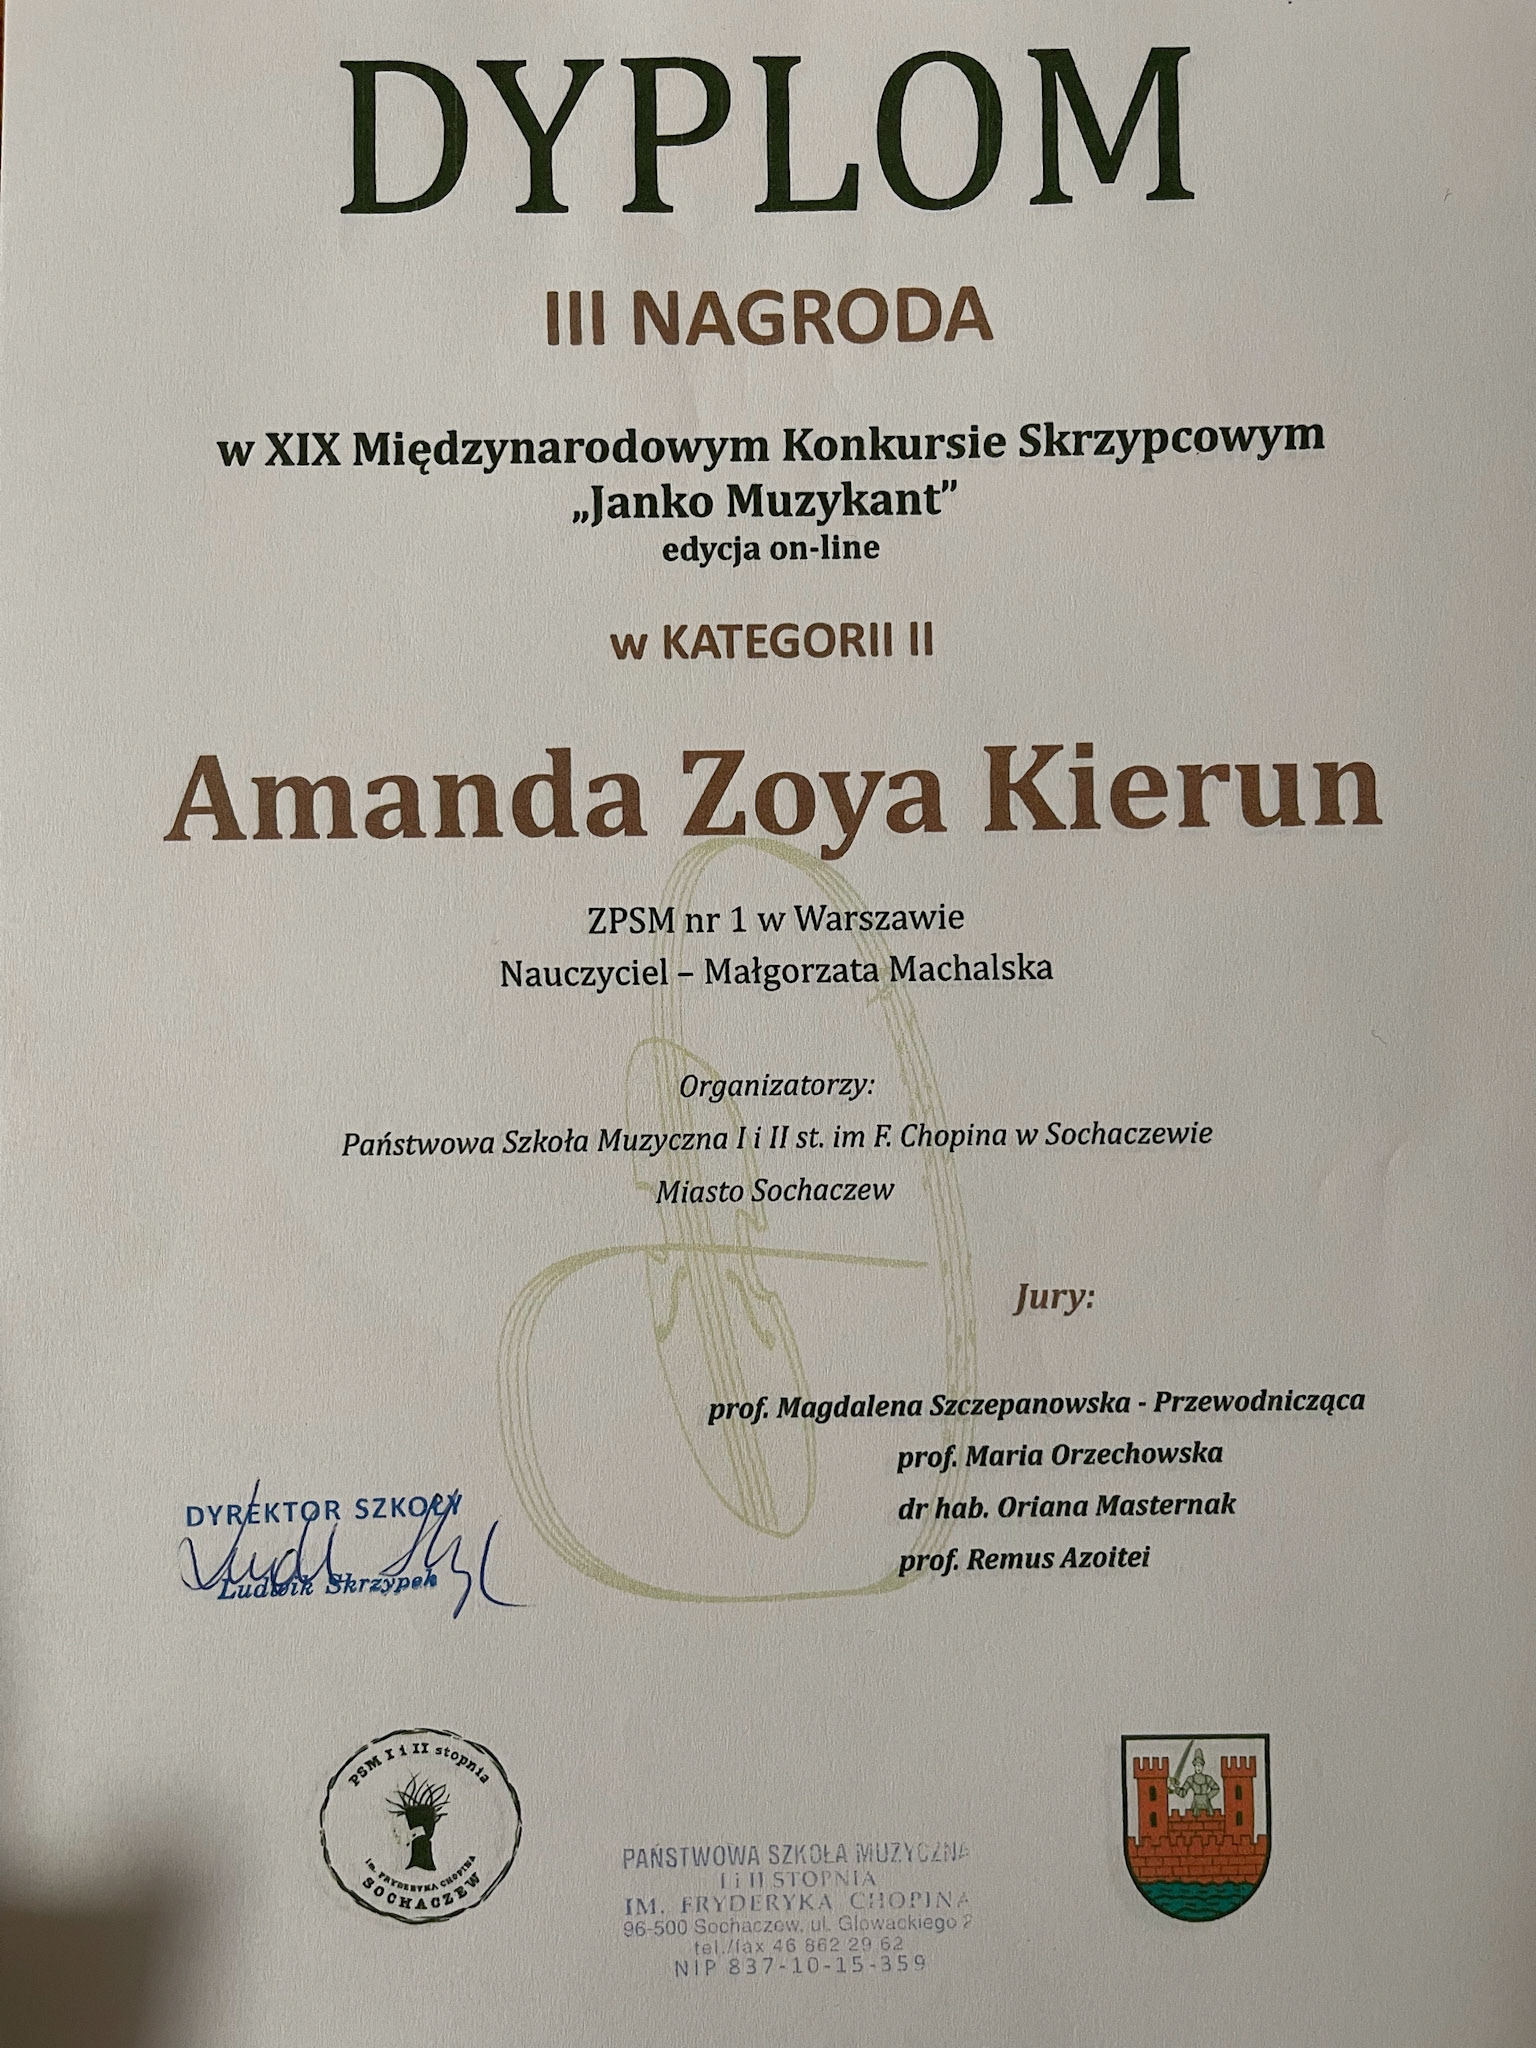 DYPLOM
III NAGRODA
w XIX Międzynarodowym Konkursie Skrzypcowym
„Janko Muzykant”
edycja on-line
w KATEGORII II
Amanda Zoya Kierun
ZPSM nr 1 w Warszawie
Nauczyciel – Małgorzata Machalska
Organizatorzy:
Państwowa Szkoła Muzyczna I i II st. im F. Chopina w Sochaczewie
Miasto Sochaczew
Jury:
prof. Magdalena Szczepanowska - Przewodnicząca
prof. Maria Orzechowska
dr hab. Oriana Masternak
prof. Remus Azoitei
DYREKTOR SZKOŁY
Ludwik Skrzypek
PSM I i II stopnia
im. FRYDERYKA CHOPINA
SOCHACZEW
PAŃSTWOWA SZKOŁA MUZYCZNA
I i II STOPNIA
IM. FRYDERYKA CHOPINA
96-500 Sochaczew, ul. Głowackiego 2
tel./fax 46 862 29 62
NIP 837-10-15-359